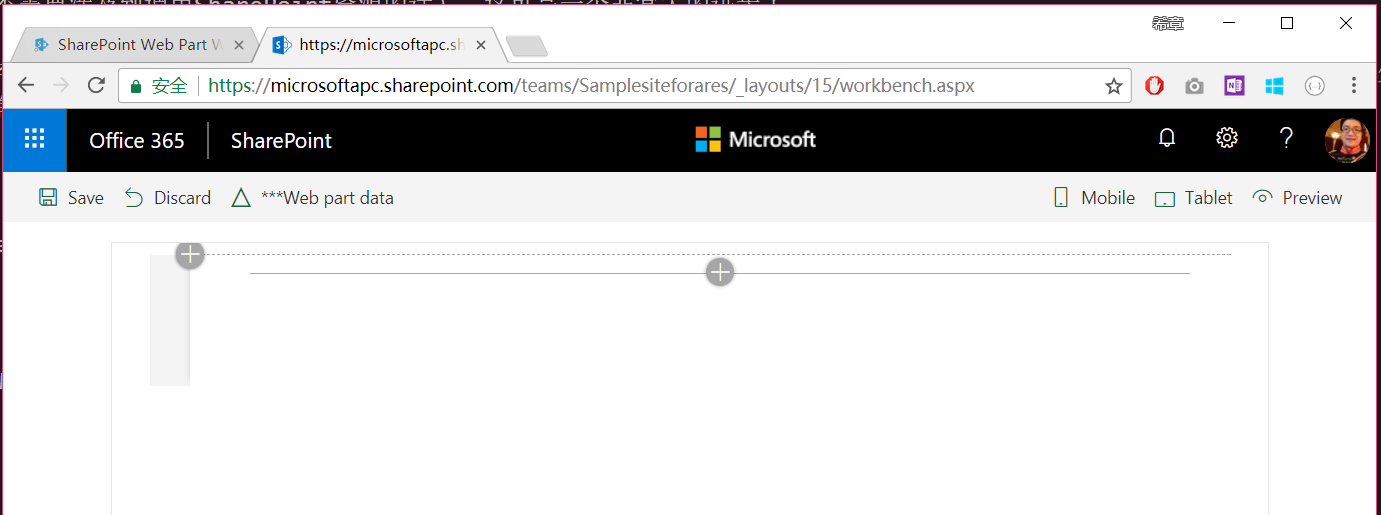 希章
SharePoint Web Part W
https://microsoftapc.sh
安全 https://microsoftapc.sharepoint.com/teams/Samplesiteforares/_layouts/15/workbench.aspx
Office 365 SharePoint Microsoft
Save Discard ***Web part data Mobile Tablet Preview